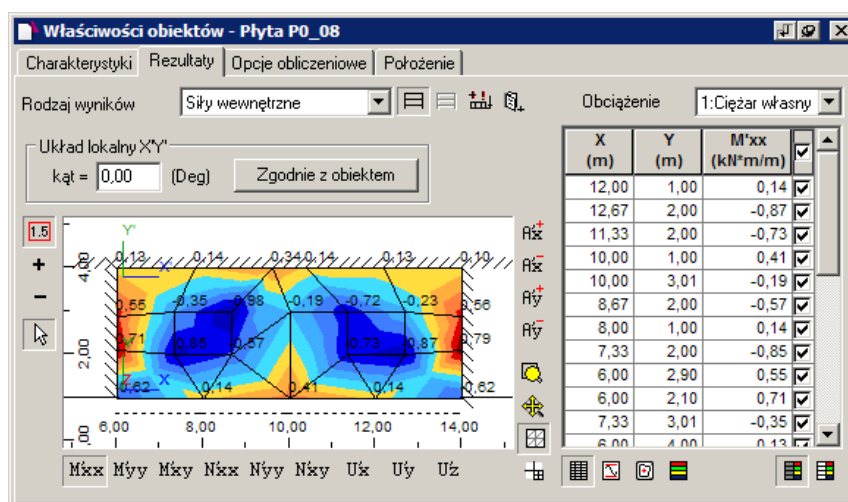 Właściwości obiektów - Płyta P0_08
Charakterystyki Rezultaty Opcje obliczeniowe Położenie
Rodzaj wyników Siły wewnętrzne
Układ lokalny X'Y'
kąt = 0,00 (Deg) Zgodnie z obiektem
1.5
+
−
4,00
2,00
,00
Y'
X'
0,13 0,14 0,34 0,14 0,13 0,10
0,55 -0,35 0,98 -0,19 -0,72 -0,23 0,56
0,71 0,85 0,57 0,73 0,87 0,79
Z X
0,62 0,14 0,41 0,14 0,62
6,00 8,00 10,00 12,00 14,00
A'x+
A'x-
A'y+
A'y-
M'xx M'yy M'xy N'xx N'yy N'xy U'x U'y U'z
Obciążenie 1:Ciężar własny
X (m) Y (m) M'xx (kN*m/m)
12,00 1,00 0,14
12,67 2,00 -0,87
11,33 2,00 -0,73
10,00 1,00 0,41
10,00 3,01 -0,19
8,67 2,00 -0,57
8,00 1,00 0,14
7,33 2,00 -0,85
6,00 2,90 0,55
6,00 2,10 0,71
7,33 3,01 -0,35
6,00 4,00 0,13